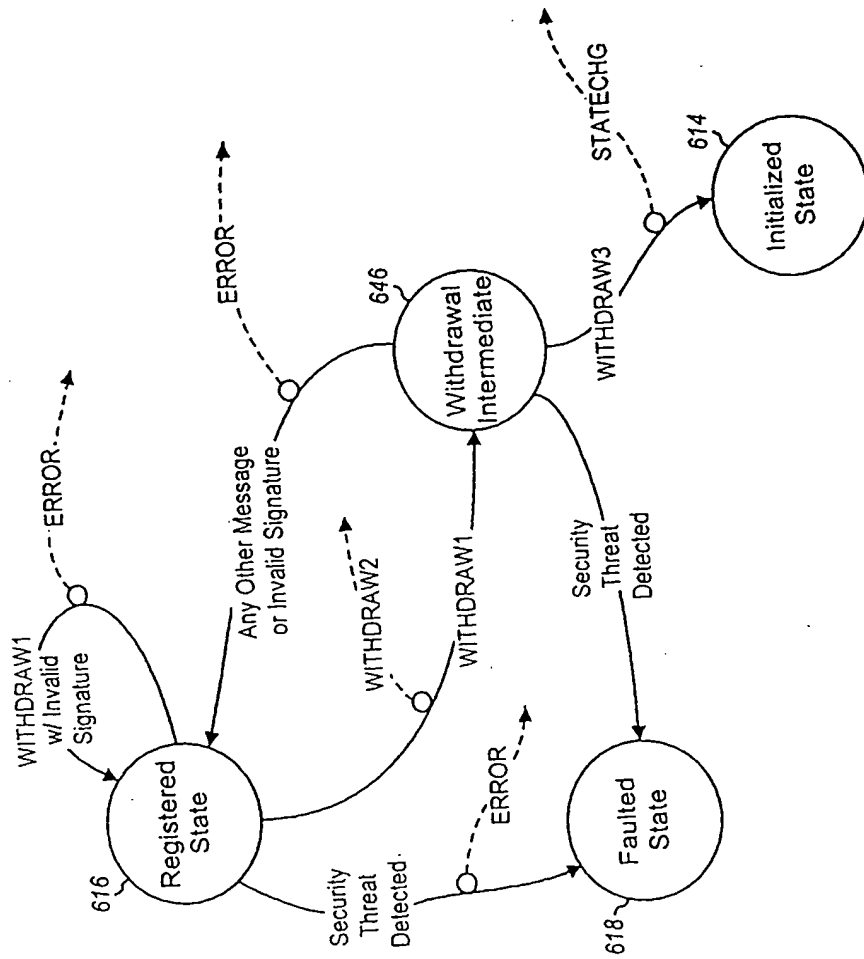 WITHDRAW1
w/ Invalid
Signature
ERROR
616
Registered
State
Any Other Message
or Invalid Signature
ERROR
Security
Threat
Detected
ERROR
WITHDRAW2
WITHDRAW1
646
Withdrawal
Intermediate
618
Faulted
State
Security
Threat
Detected
WITHDRAW3
STATECHG
614
Initialized
State